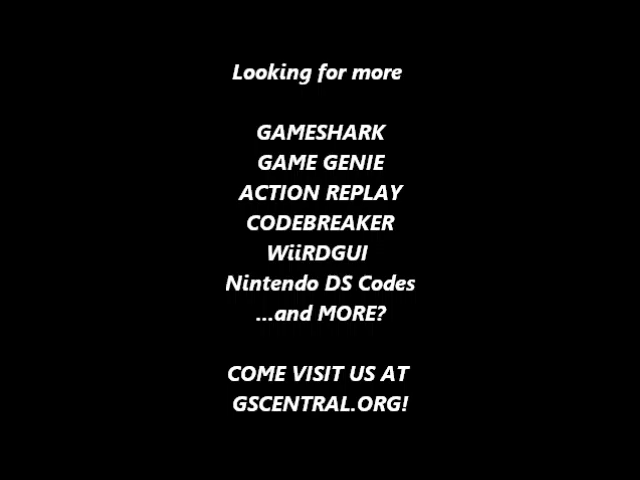 Looking for more
GAMESHARK
GAME GENIE
ACTION REPLAY
CODEBREAKER
WiiRDGUI
Nintendo DS Codes
...and MORE?
COME VISIT US AT
GSCENTRAL.ORG!